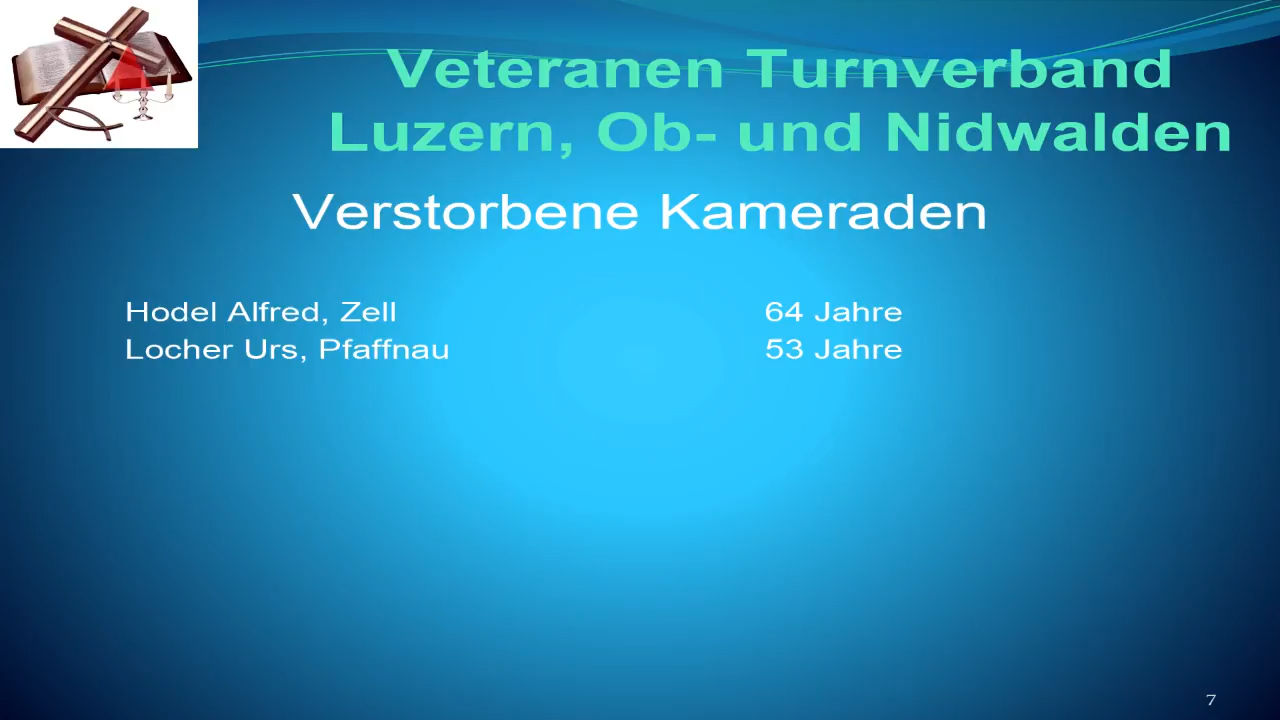 Veteranen Turnverband
Luzern, Ob- und Nidwalden
Verstorbene Kameraden
Hodel Alfred, Zell 64 Jahre
Locher Urs, Pfaffnau 53 Jahre
7